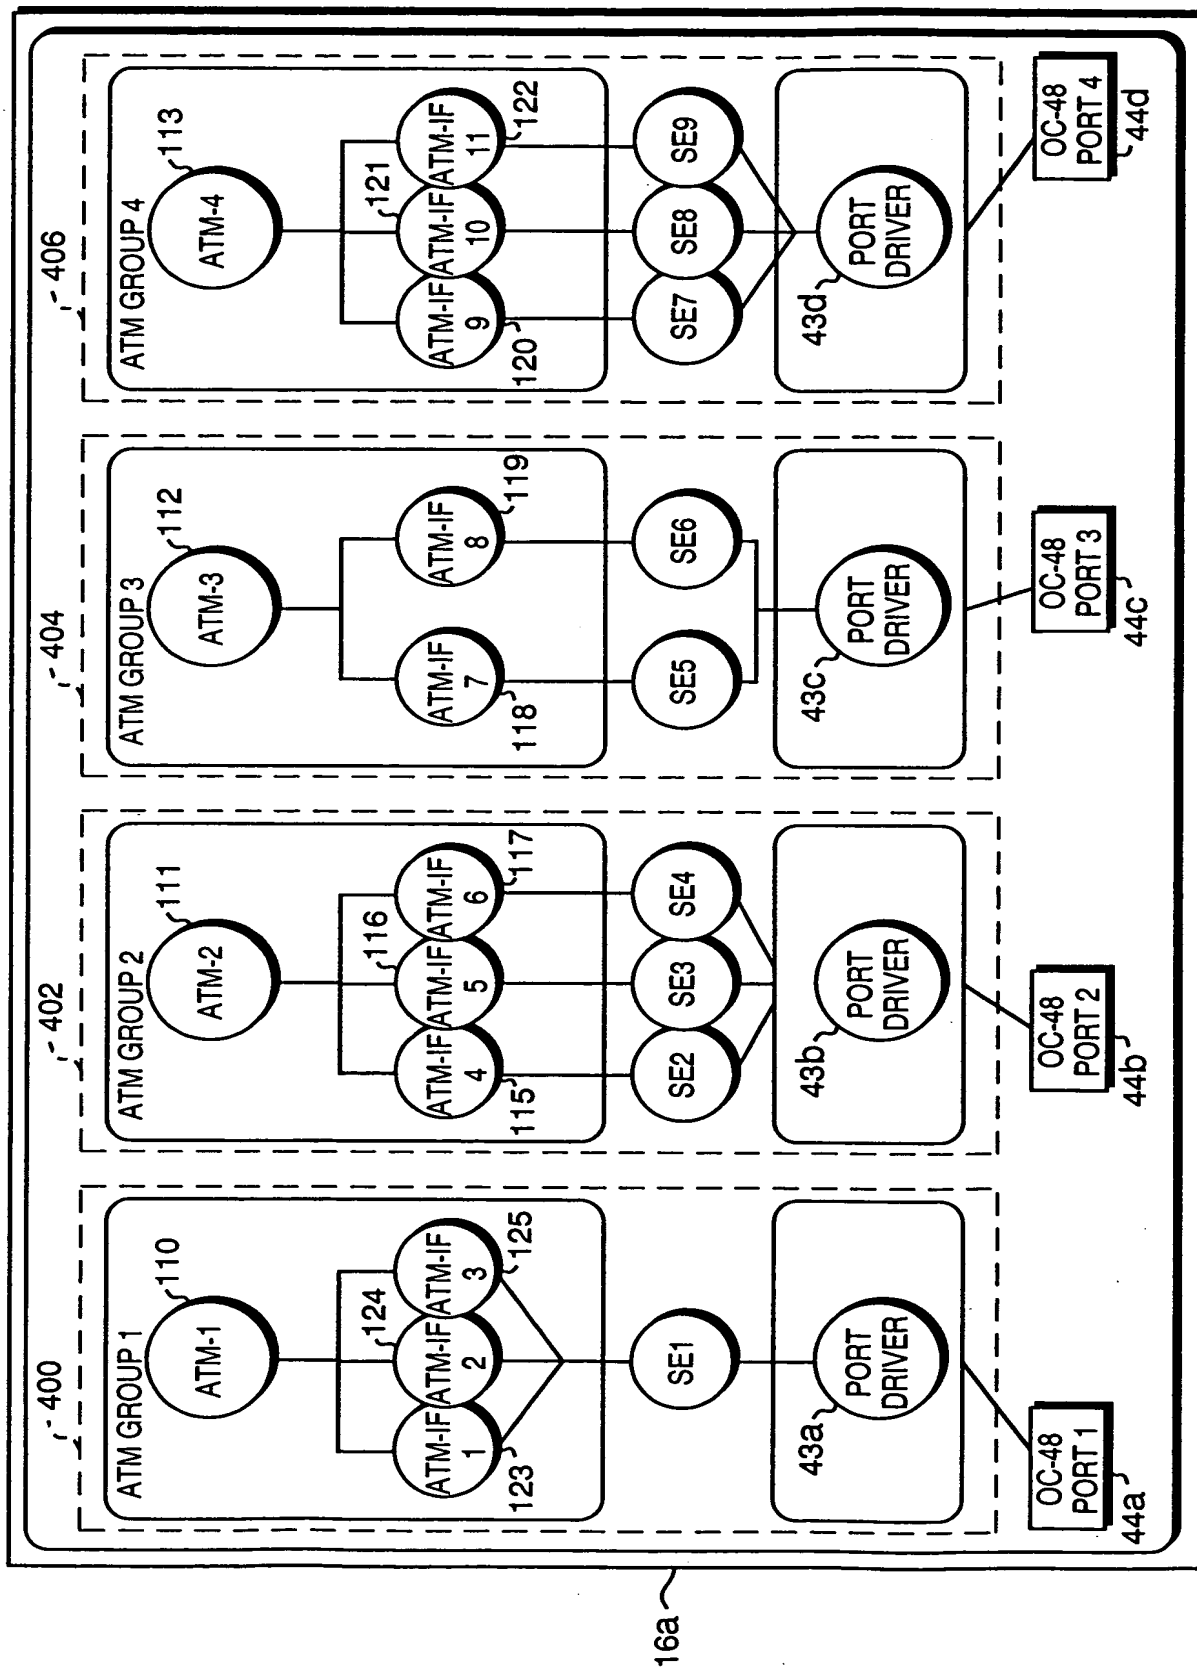 400
ATM GROUP 1
110
ATM-1
124
ATM-IF
1
ATM-IF
2
ATM-IF
3
123
125
SE1
43a
PORT
DRIVER
OC-48
PORT 1
44a
402
ATM GROUP 2
111
ATM-2
116
ATM-IF
4
ATM-IF
5
ATM-IF
6
115
117
SE2
SE3
SE4
43b
PORT
DRIVER
OC-48
PORT 2
44b
404
ATM GROUP 3
112
ATM-3
ATM-IF
7
ATM-IF
8
118
119
SE5
SE6
43c
PORT
DRIVER
OC-48
PORT 3
44c
406
ATM GROUP 4
113
ATM-4
121
ATM-IF
9
ATM-IF
10
ATM-IF
11
120
122
SE7
SE8
SE9
43d
PORT
DRIVER
OC-48
PORT 4
44d
16a